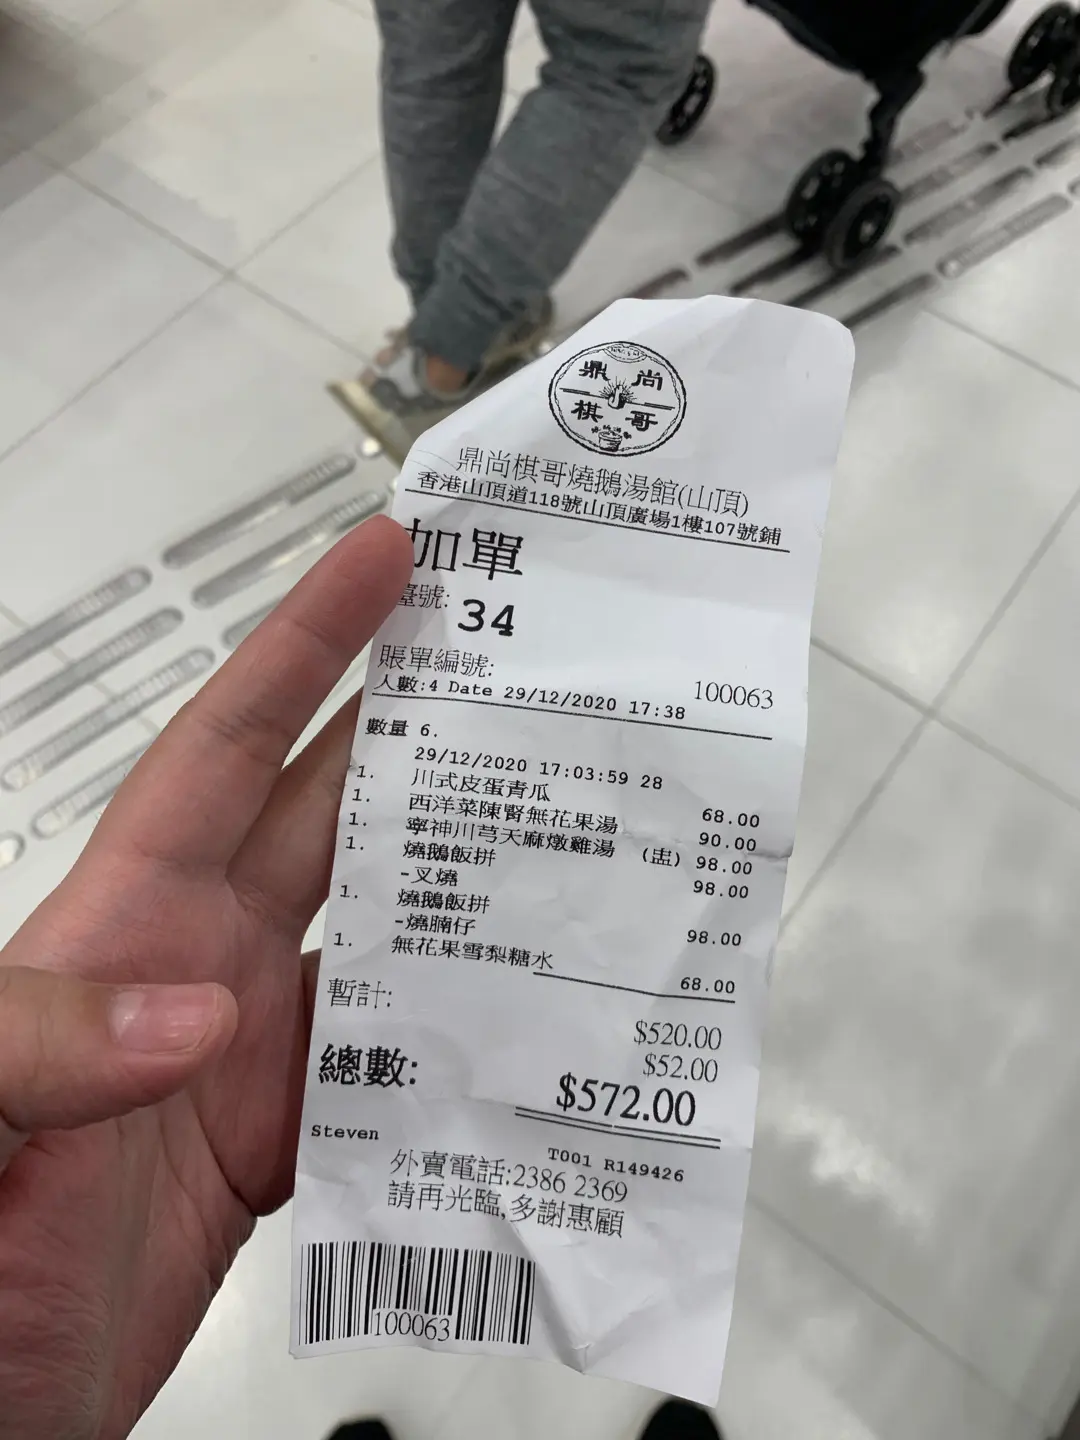 鼎尚
棋哥
鼎尚棋哥燒鵝湯館(山頂)
香港山頂道118號山頂廣場1樓107號鋪
加單
臺號: 34
賬單編號: 100063
人數:4 Date 29/12/2020 17:38
數量 6.
29/12/2020 17:03:59 28
1. 川式皮蛋青瓜 68.00
1. 西洋菜陳腎無花果湯 90.00
1. 寧神川芎天麻燉雞湯 (盅) 98.00
1. 燒鵝飯拼 98.00
-叉燒
1. 燒鵝飯拼
-燒腩仔 98.00
1. 無花果雪梨糖水 68.00
暫計: $520.00
$52.00
總數: $572.00
Steven T001 R149426
外賣電話:2386 2369
請再光臨,多謝惠顧
100063